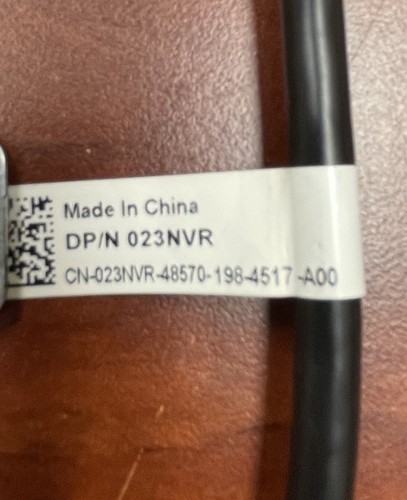 Made In China
DP/N 023NVR
CN-023NVR-48570-198-4517-A00